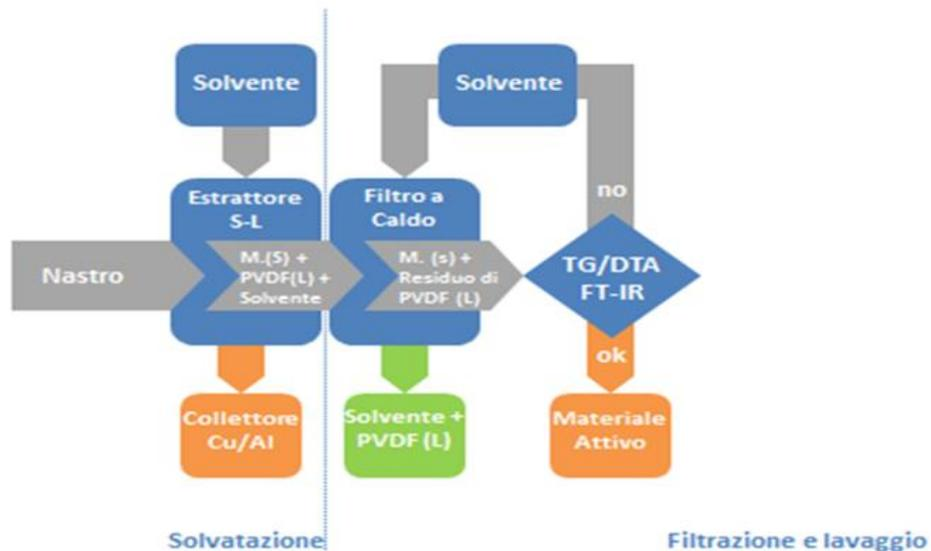 Solvente
Solvente
Estrattore
S-L
Filtro a
Caldo
no
Nastro
M.(S) +
PVDF(L) +
Solvente
M. (s) +
Residuo di
PVDF (L)
TG/DTA
FT-IR
ok
Collettore
Cu/Al
Solvente +
PVDF (L)
Materiale
Attivo
Solvatazione
Filtrazione e lavaggio